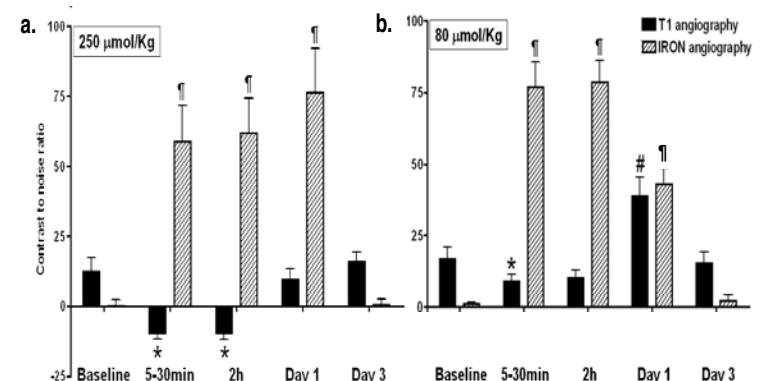 a.
250 µmol/Kg
Contrast to noise ratio
100
75
50
25
0
-25
¶
¶
¶
*
*
Baseline
5-30min
2h
Day 1
Day 3
b.
80 µmol/Kg
T1 angiography
IRON angiography
100
75
50
25
0
¶
¶
#
¶
*
Baseline
5-30min
2h
Day 1
Day 3